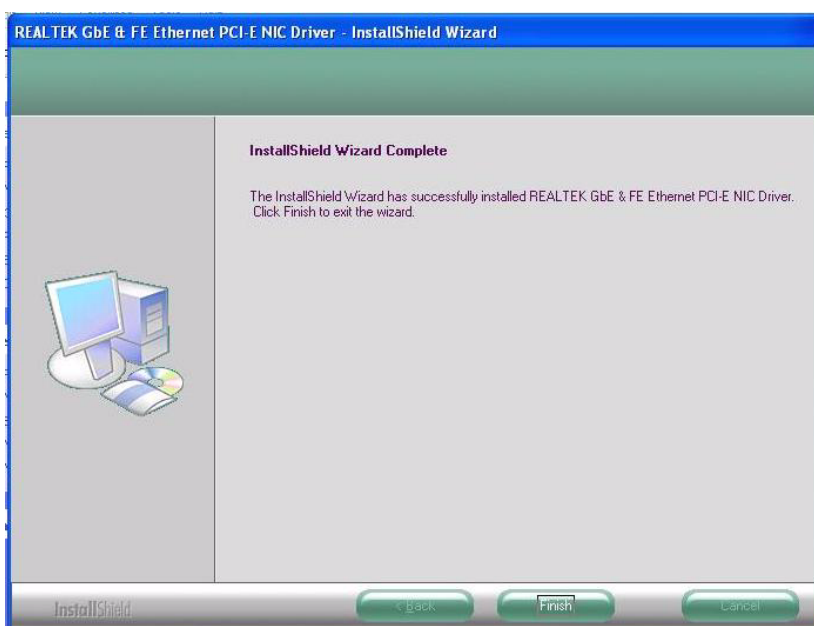 REALTEK GbE & FE Ethernet PCI-E NIC Driver - InstallShield Wizard
InstallShield Wizard Complete
The InstallShield Wizard has successfully installed REALTEK GbE & FE Ethernet PCI-E NIC Driver.
Click Finish to exit the wizard.
InstallShield
< Back
Finish
Cancel